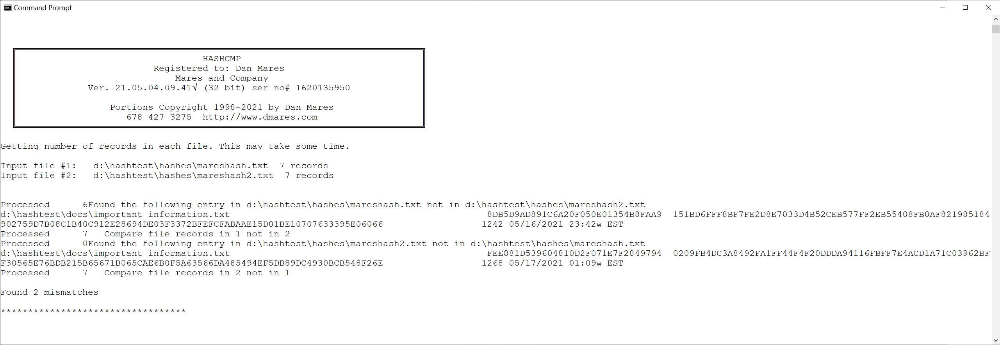 Command Prompt
HASHCMP
Registered to: Dan Mares
Mares and Company
Ver. 21.05.04.09.41√ (32 bit) ser no# 1620135950
Portions Copyright 1998-2021 by Dan Mares
678-427-3275  http://www.dmares.com
Getting number of records in each file. This may take some time.
Input file #1:   d:\hashtest\hashes\mareshash.txt  7 records
Input file #2:   d:\hashtest\hashes\mareshash2.txt  7 records
Processed      6Found the following entry in d:\hashtest\hashes\mareshash.txt not in d:\hashtest\hashes\mareshash2.txt
d:\hashtest\docs\important_information.txt 8DB5D9AD891C6A20F050E01354B8FAA9  151BD6FFF8BF7FE2D8E7033D4B52CEB577FF2EB55408FB0AF821985184
902759D7B08C1B40C912E28694DE03F3372BFEFCFABAAE15D01BE10707633395E06066 1242 05/16/2021 23:42w EST
Processed      7   Compare file records in 1 not in 2
Processed      0Found the following entry in d:\hashtest\hashes\mareshash2.txt not in d:\hashtest\hashes\mareshash.txt
d:\hashtest\docs\important_information.txt FEE881D539604810D2F071E7F2849794  0209FB4DC3A8492FA1FF44F4F20DDDA94116FBFF7E4ACD1A71C03962BF
F30565E76BDB215B65671B065CAE6B0F5A63566DA485494EF5DB89DC4930BCB548F26E 1268 05/17/2021 01:09w EST
Processed      7   Compare file records in 2 not in 1
Found 2 mismatches
**********************************